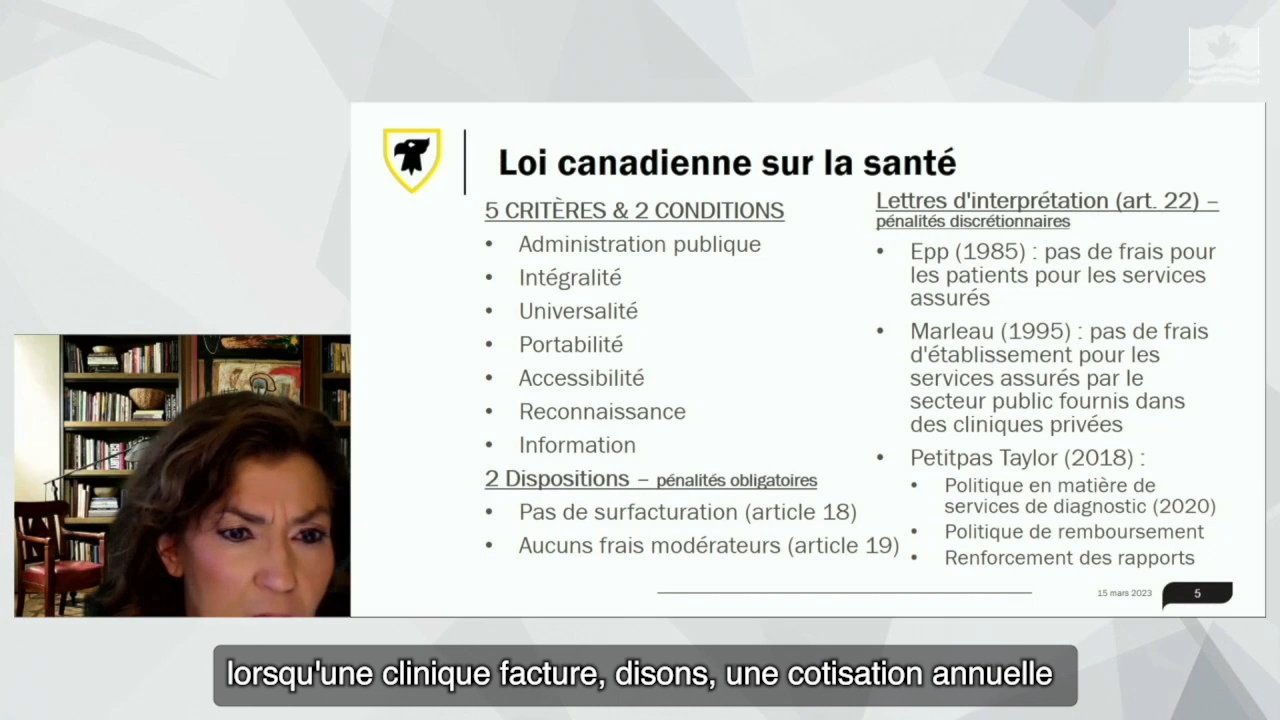 Loi canadienne sur la santé
5 CRITÈRES & 2 CONDITIONS
• Administration publique
• Intégralité
• Universalité
• Portabilité
• Accessibilité
• Reconnaissance
• Information
2 Dispositions – pénalités obligatoires
• Pas de surfacturation (article 18)
• Aucuns frais modérateurs (article 19)
Lettres d'interprétation (art. 22) –
pénalités discrétionnaires
• Epp (1985) : pas de frais pour
les patients pour les services
assurés
• Marleau (1995) : pas de frais
d'établissement pour les
services assurés par le
secteur public fournis dans
des cliniques privées
• Petitpas Taylor (2018) :
• Politique en matière de
services de diagnostic (2020)
• Politique de remboursement
• Renforcement des rapports
15 mars 2023
5
lorsqu'une clinique facture, disons, une cotisation annuelle